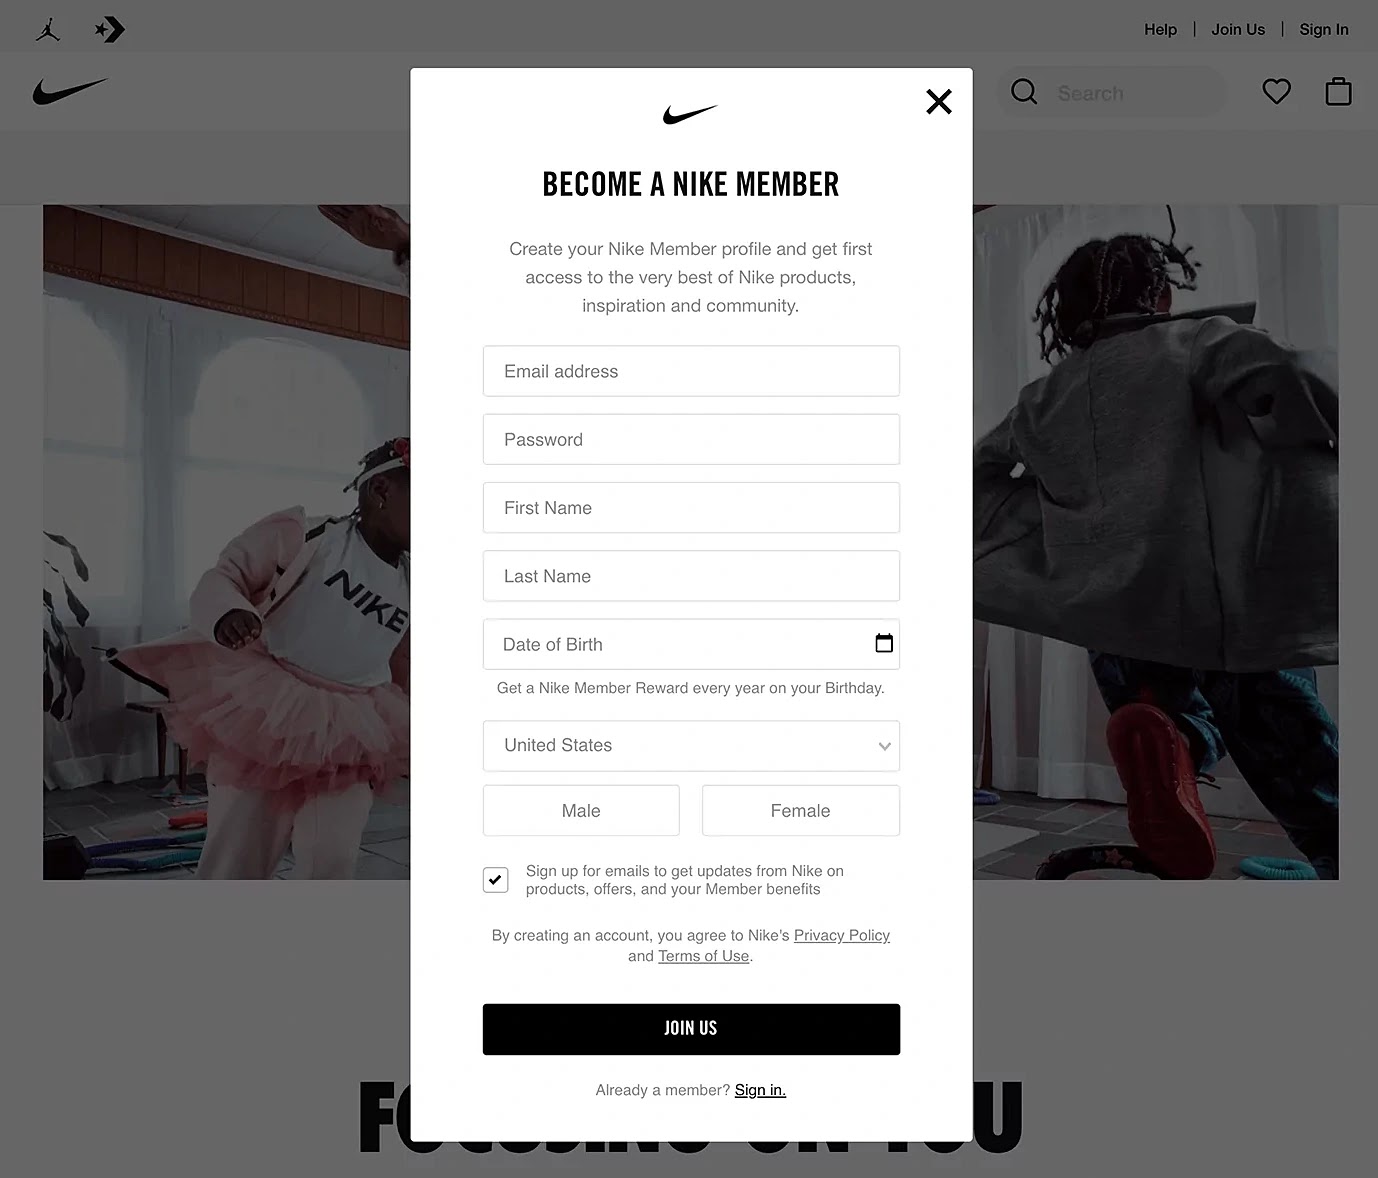 Help | Join Us | Sign In
Search
BECOME A NIKE MEMBER
Create your Nike Member profile and get first
access to the very best of Nike products,
inspiration and community.
Email address
Password
First Name
Last Name
Date of Birth
Get a Nike Member Reward every year on your Birthday.
United States
Male
Female
Sign up for emails to get updates from Nike on
products, offers, and your Member benefits
By creating an account, you agree to Nike's Privacy Policy
and Terms of Use.
JOIN US
Already a member? Sign in.
NIKE
FOCUSING ON YOU